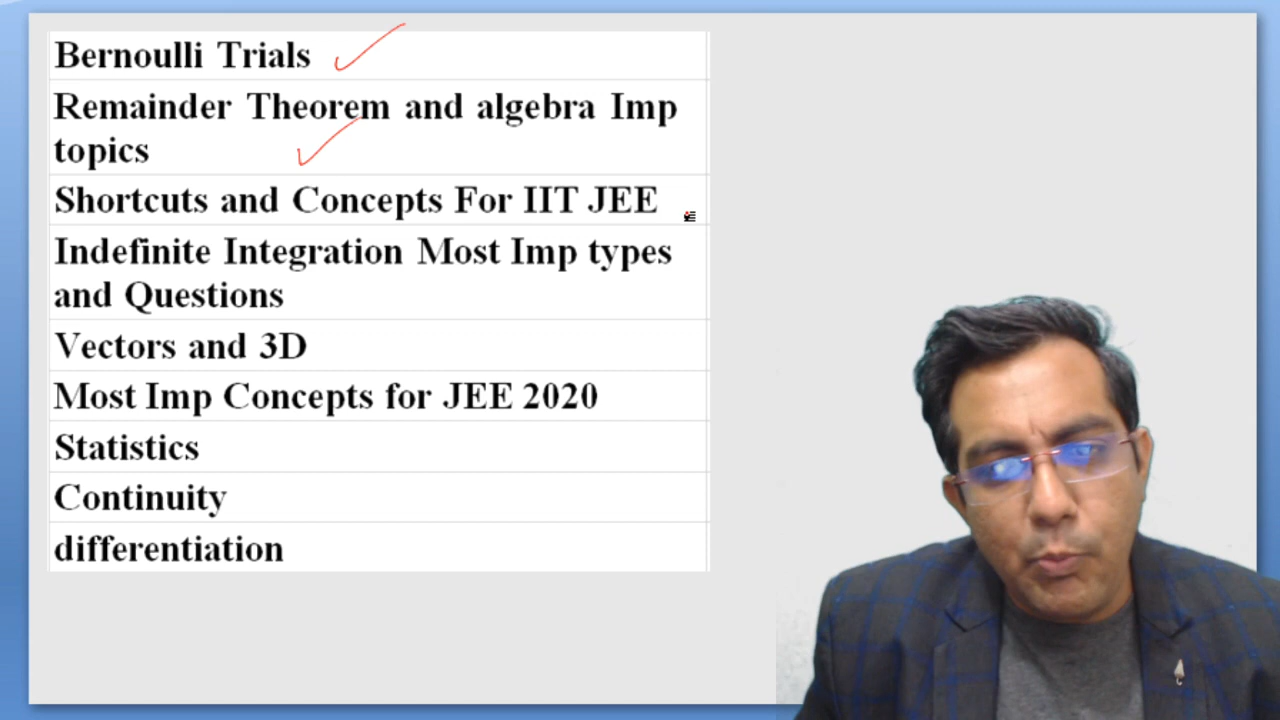 Bernoulli Trials
Remainder Theorem and algebra Imp
topics
Shortcuts and Concepts For IIT JEE
Indefinite Integration Most Imp types
and Questions
Vectors and 3D
Most Imp Concepts for JEE 2020
Statistics
Continuity
differentiation